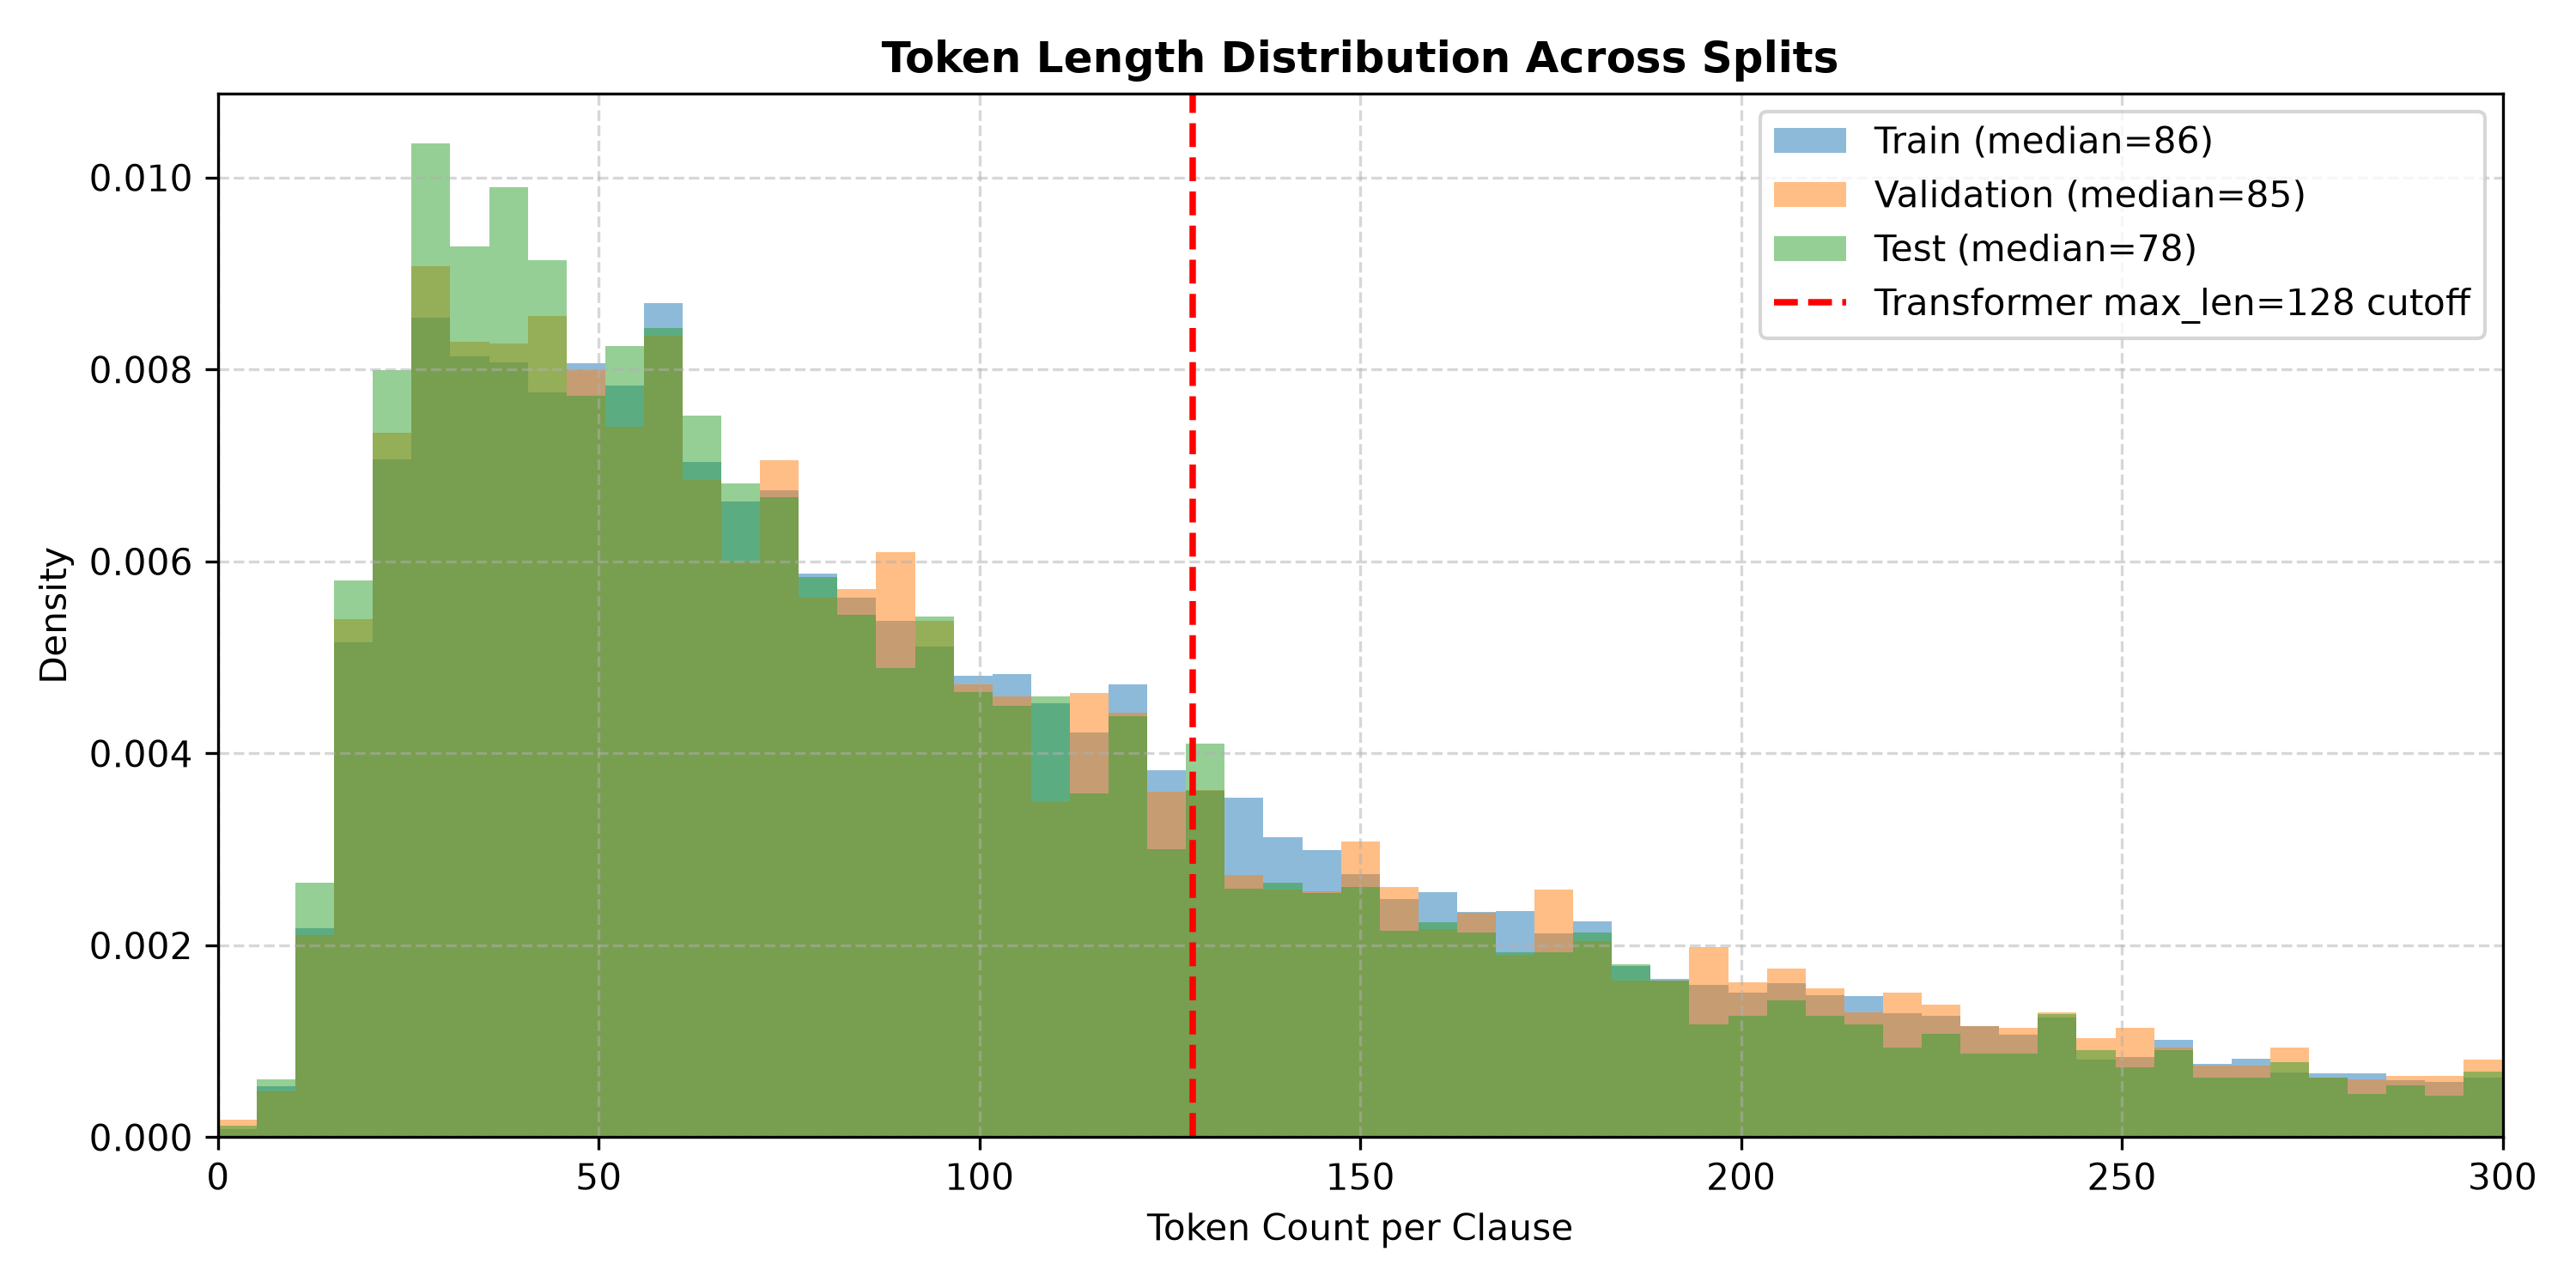 Token Length Distribution Across Splits
Train (median=86)
Validation (median=85)
Test (median=78)
Transformer max_len=128 cutoff
Density
0.010
0.008
0.006
0.004
0.002
0.000
0 50 100 150 200 250 300
Token Count per Clause